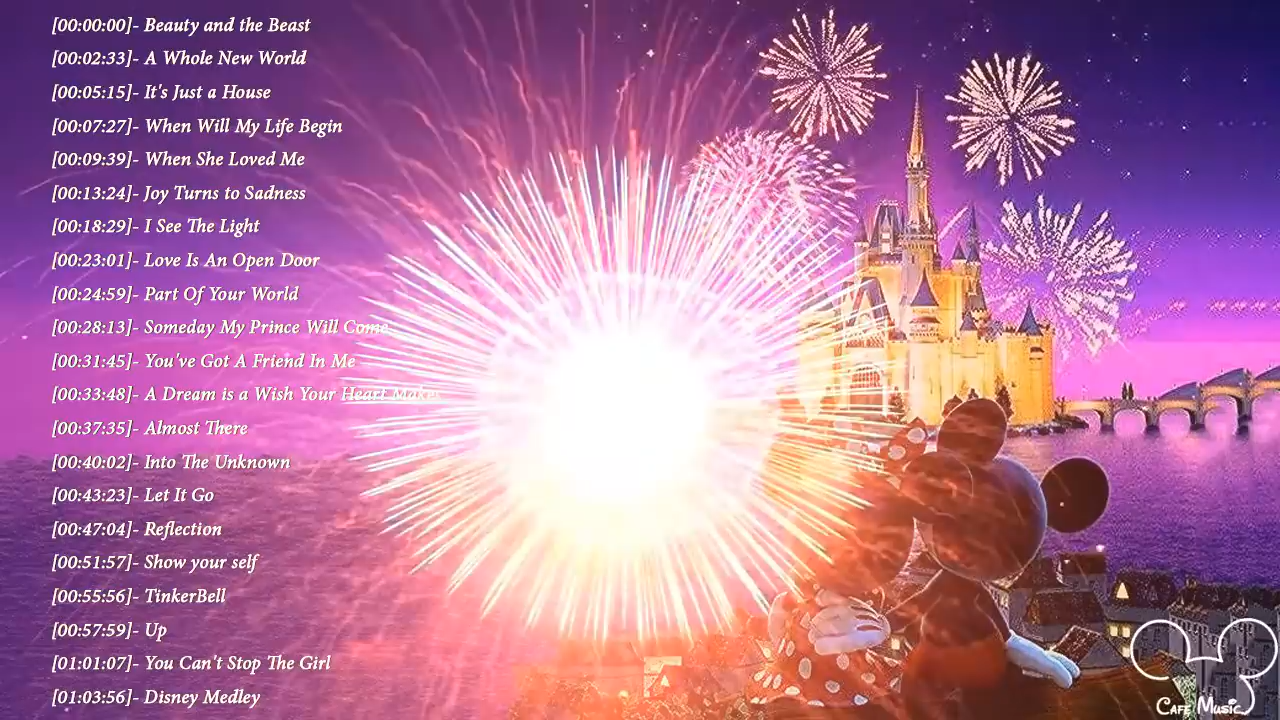 [00:00:00]- Beauty and the Beast
[00:02:33]- A Whole New World
[00:05:15]- It's Just a House
[00:07:27]- When Will My Life Begin
[00:09:39]- When She Loved Me
[00:13:24]- Joy Turns to Sadness
[00:18:29]- I See The Light
[00:23:01]- Love Is An Open Door
[00:24:59]- Part Of Your World
[00:28:13]- Someday My Prince Will Come
[00:31:45]- You've Got A Friend In Me
[00:33:48]- A Dream is a Wish Your Heart Makes
[00:37:35]- Almost There
[00:40:02]- Into The Unknown
[00:43:23]- Let It Go
[00:47:04]- Reflection
[00:51:57]- Show your self
[00:55:56]- TinkerBell
[00:57:59]- Up
[01:01:07]- You Can't Stop The Girl
[01:03:56]- Disney Medley
Cafe Music